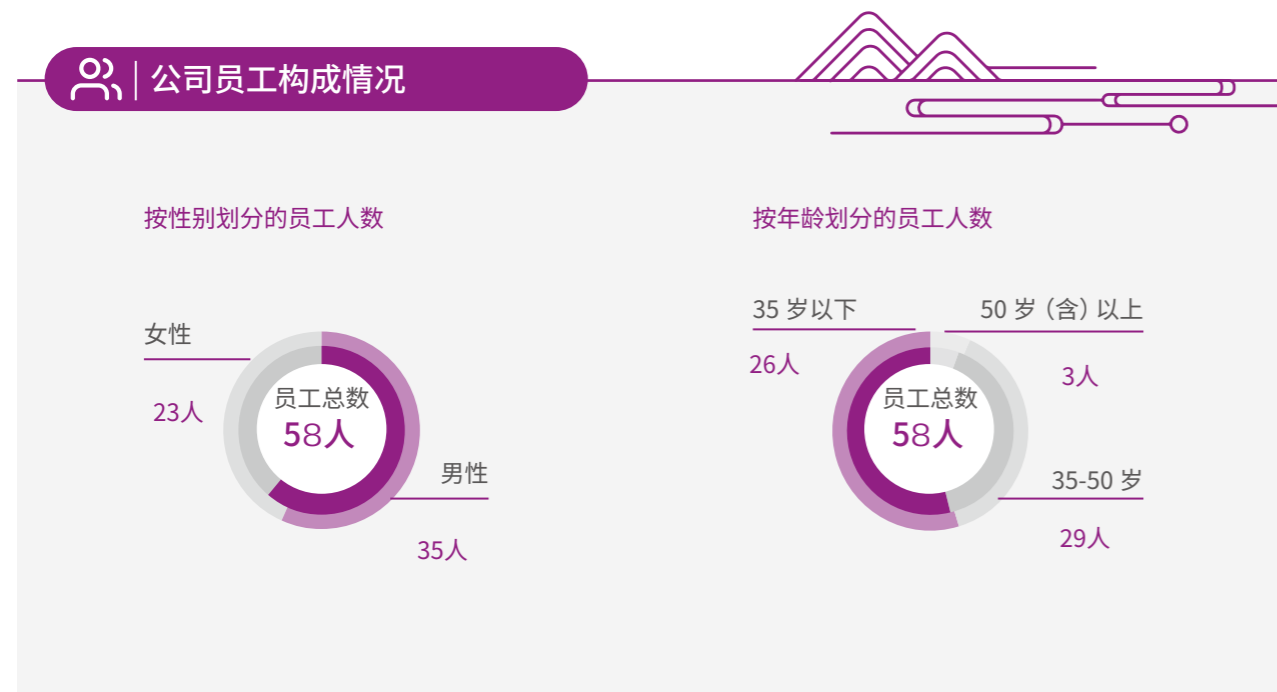 公司员工构成情况
按性别划分的员工人数
女性
23人
员工总数
58人
男性
35人
按年龄划分的员工人数
35 岁以下
26人
50 岁（含）以上
3人
员工总数
58人
35-50 岁
29人